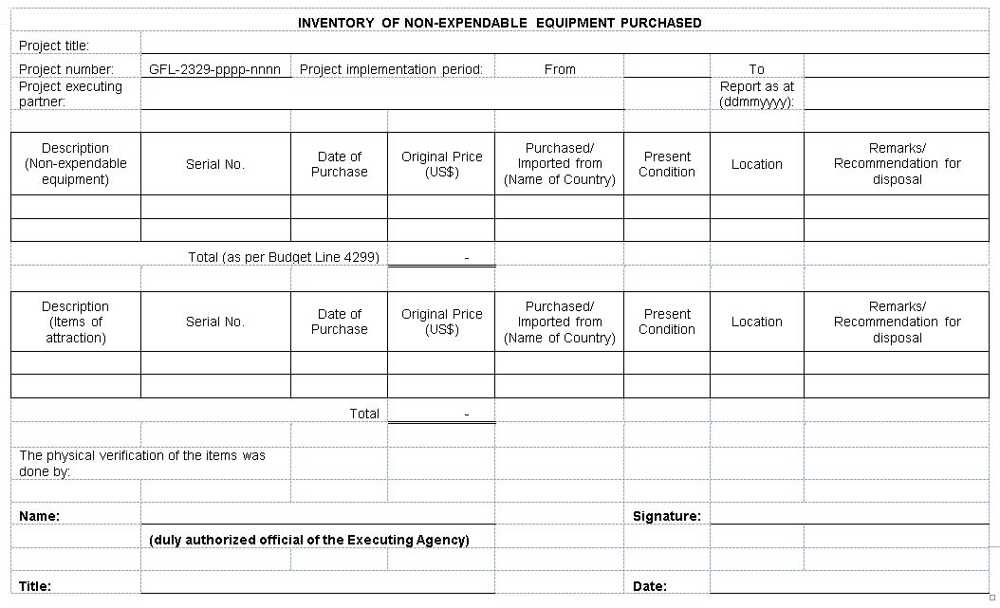 INVENTORY OF NON-EXPENDABLE EQUIPMENT PURCHASED
Project title:
Project number: GFL-2329-pppp-nnnn Project implementation period: From To
Project executing partner: Report as at (ddmmyyyy):
Description (Non-expendable equipment) Serial No. Date of Purchase Original Price (US$) Purchased/ Imported from (Name of Country) Present Condition Location Remarks/ Recommendation for disposal
Total (as per Budget Line 4299) -
Description (Items of attraction) Serial No. Date of Purchase Original Price (US$) Purchased/ Imported from (Name of Country) Present Condition Location Remarks/ Recommendation for disposal
Total -
The physical verification of the items was
done by:
Name: Signature:
(duly authorized official of the Executing Agency)
Title: Date: